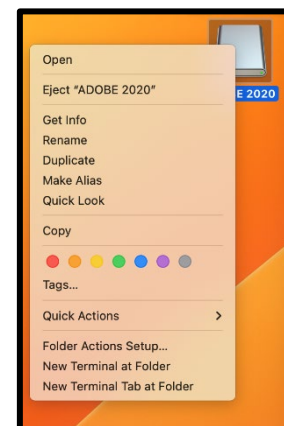 Open
Eject "ADOBE 2020"
E 2020
Get Info
Rename
Duplicate
Make Alias
Quick Look
Copy
Tags...
Quick Actions
Folder Actions Setup...
New Terminal at Folder
New Terminal Tab at Folder